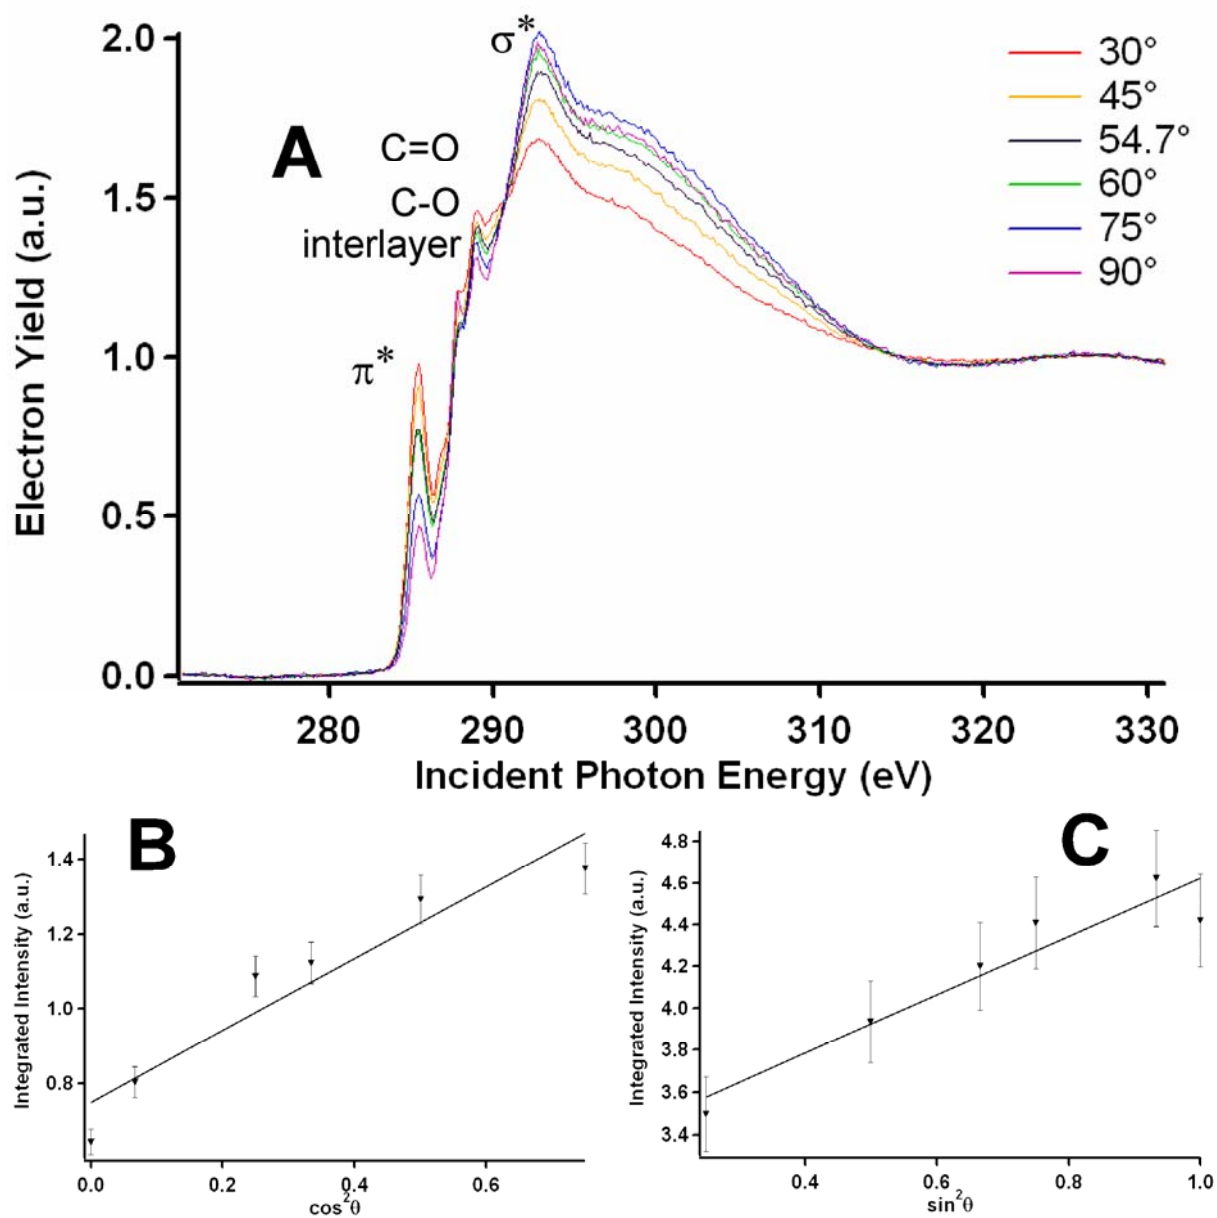 A
Electron Yield (a.u.)
2.0
1.5
1.0
0.5
0.0
σ*
C=O
C-O
interlayer
π*
30°
45°
54.7°
60°
75°
90°
280 290 300 310 320 330
Incident Photon Energy (eV)
B
Integrated Intensity (a.u.)
1.4
1.2
1.0
0.8
0.0 0.2 0.4 0.6
cos²θ
C
Integrated Intensity (a.u.)
4.8
4.6
4.4
4.2
4.0
3.8
3.6
3.4
0.4 0.6 0.8 1.0
sin²θ